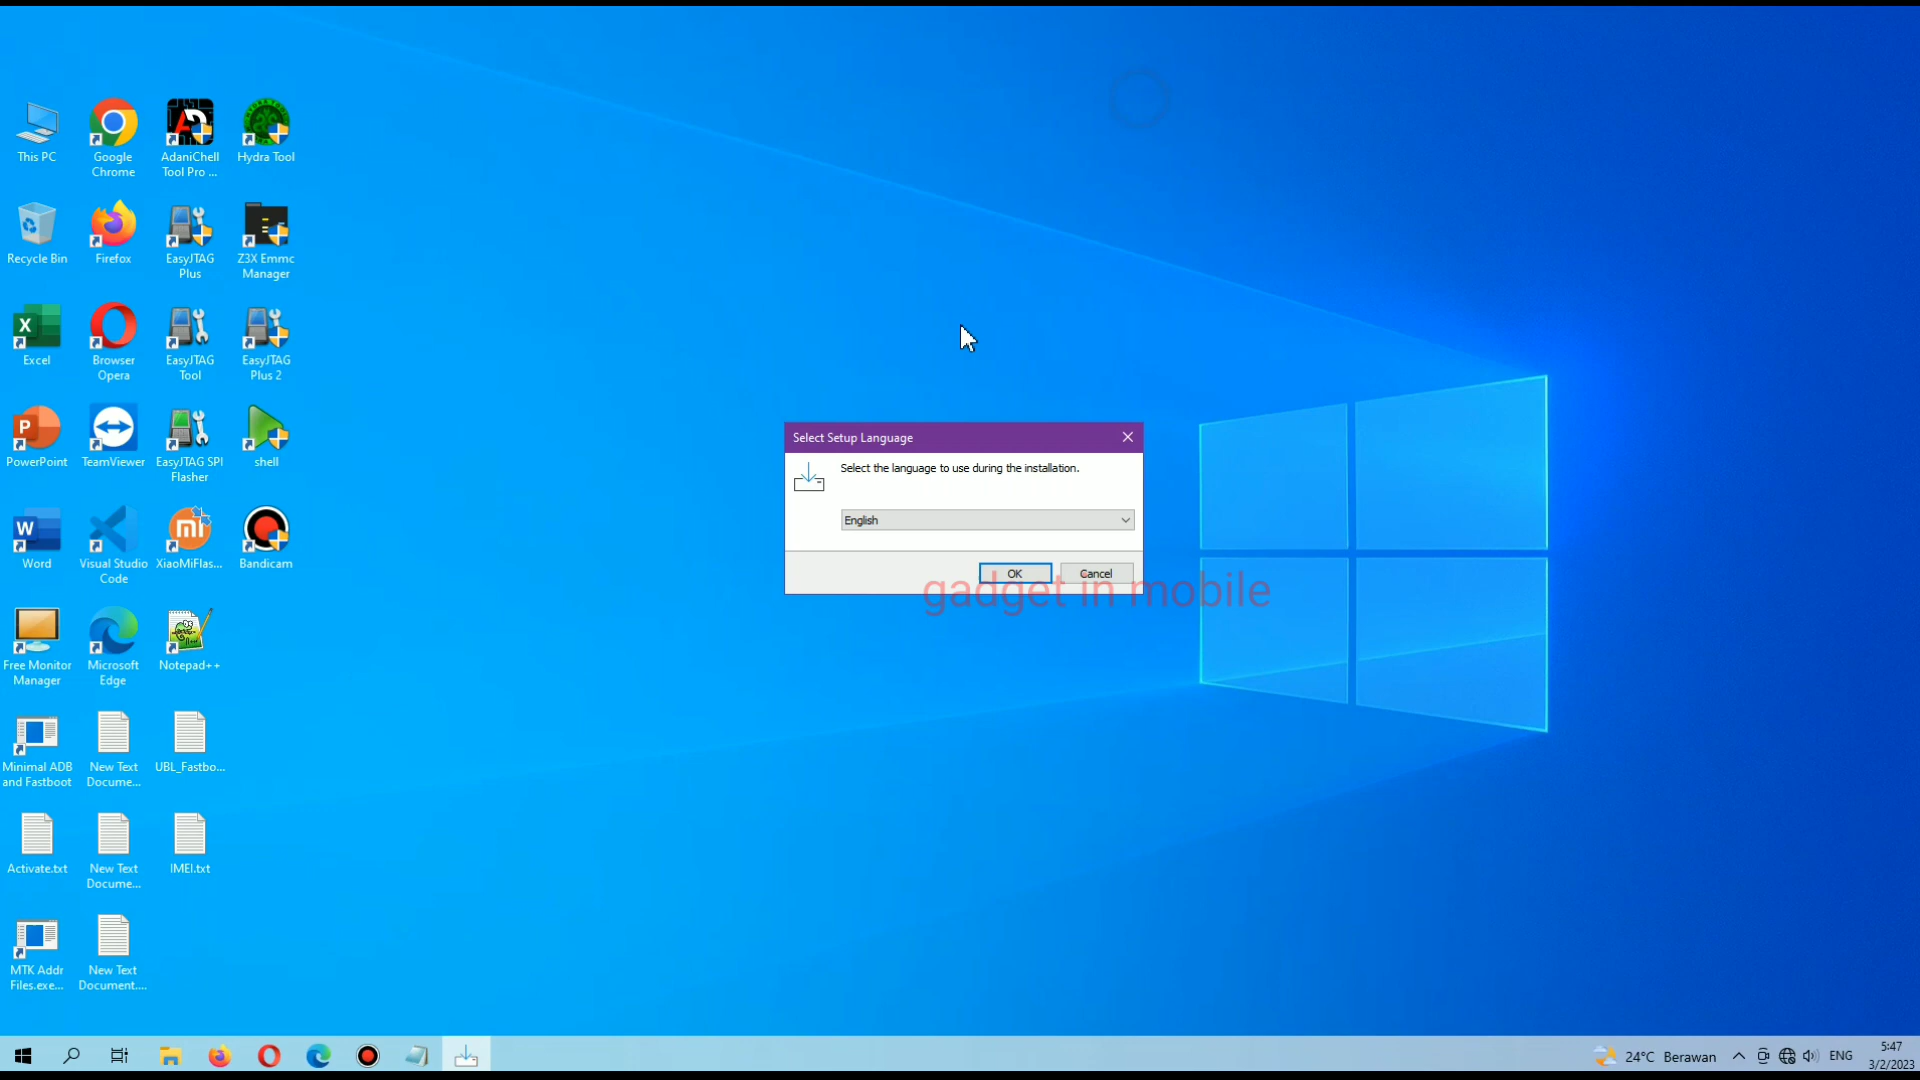 This PC
Google
Chrome
AdaniChell
Tool Pro ...
Hydra Tool
Recycle Bin
Firefox
EasyJTAG
Plus
Z3X Emmc
Manager
Excel
Browser
Opera
EasyJTAG
Tool
EasyJTAG
Plus 2
PowerPoint
TeamViewer
EasyJTAG SPI
Flasher
shell
Word
Visual Studio
Code
XiaoMiFlas...
Bandicam
Free Monitor
Manager
Microsoft
Edge
Notepad++
Minimal ADB
and Fastboot
New Text
Docume...
UBL_Fastbo...
Activate.txt
New Text
Docume...
IMEI.txt
MTK Addr
Files.exe...
New Text
Document....
Select Setup Language
Select the language to use during the installation.
English
OK
Cancel
gadget in mobile
24°C Berawan
ENG
5:47
3/2/2023